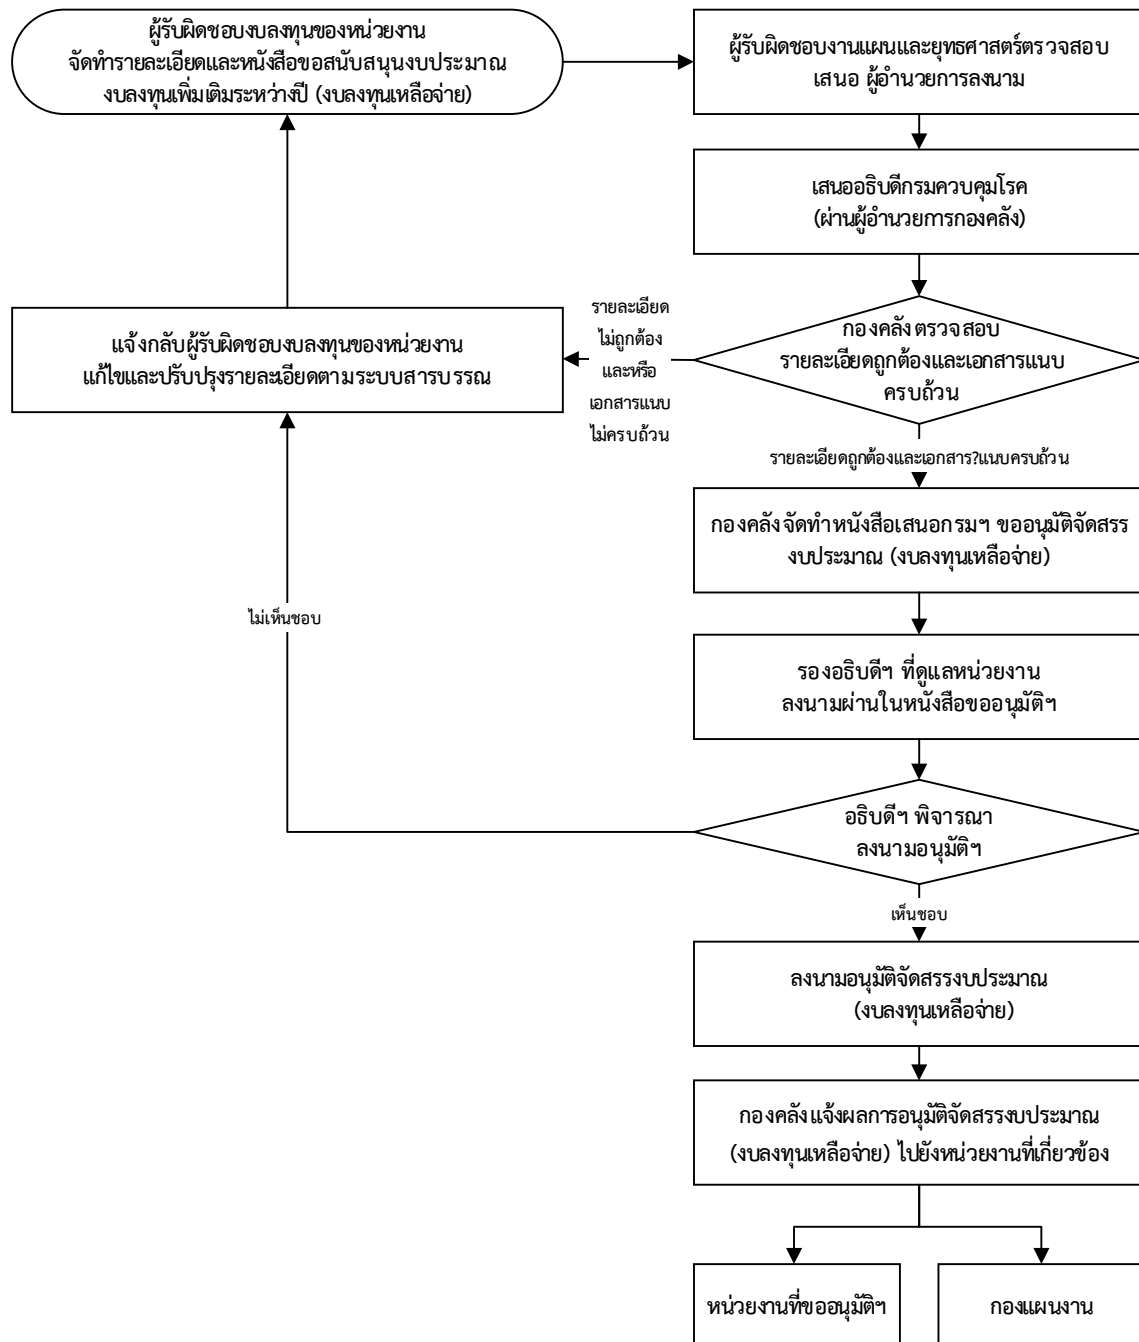 ผู้รับผิดชอบงบลงทุนของหน่วยงาน
จัดทำรายละเอียดและหนังสือขอสนับสนุนงบประมาณ
งบลงทุนเพิ่มเติมระหว่างปี (งบลงทุนเหลือจ่าย)
ผู้รับผิดชอบงานแผนและยุทธศาสตร์ตรวจสอบ
เสนอ ผู้อำนวยการลงนาม
เสนออธิบดีกรมควบคุมโรค
(ผ่านผู้อำนวยการกองคลัง)
กองคลังตรวจสอบ
รายละเอียดถูกต้องและเอกสารแนบ
ครบถ้วน
รายละเอียด
ไม่ถูกต้อง
และหรือ
เอกสารแนบ
ไม่ครบถ้วน
แจ้งกลับผู้รับผิดชอบงบลงทุนของหน่วยงาน
แก้ไขและปรับปรุงรายละเอียดตามระบบสารบรรณ
รายละเอียดถูกต้องและเอกสาร?แนบครบถ้วน
กองคลังจัดทำหนังสือเสนอกรมฯ ขออนุมัติจัดสรร
งบประมาณ (งบลงทุนเหลือจ่าย)
รองอธิบดีฯ ที่ดูแลหน่วยงาน
ลงนามผ่านในหนังสือขออนุมัติฯ
อธิบดีฯ พิจารณา
ลงนามอนุมัติฯ
ไม่เห็นชอบ
เห็นชอบ
ลงนามอนุมัติจัดสรรงบประมาณ
(งบลงทุนเหลือจ่าย)
กองคลังแจ้งผลการอนุมัติจัดสรรงบประมาณ
(งบลงทุนเหลือจ่าย) ไปยังหน่วยงานที่เกี่ยวข้อง
หน่วยงานที่ขออนุมัติฯ
กองแผนงาน